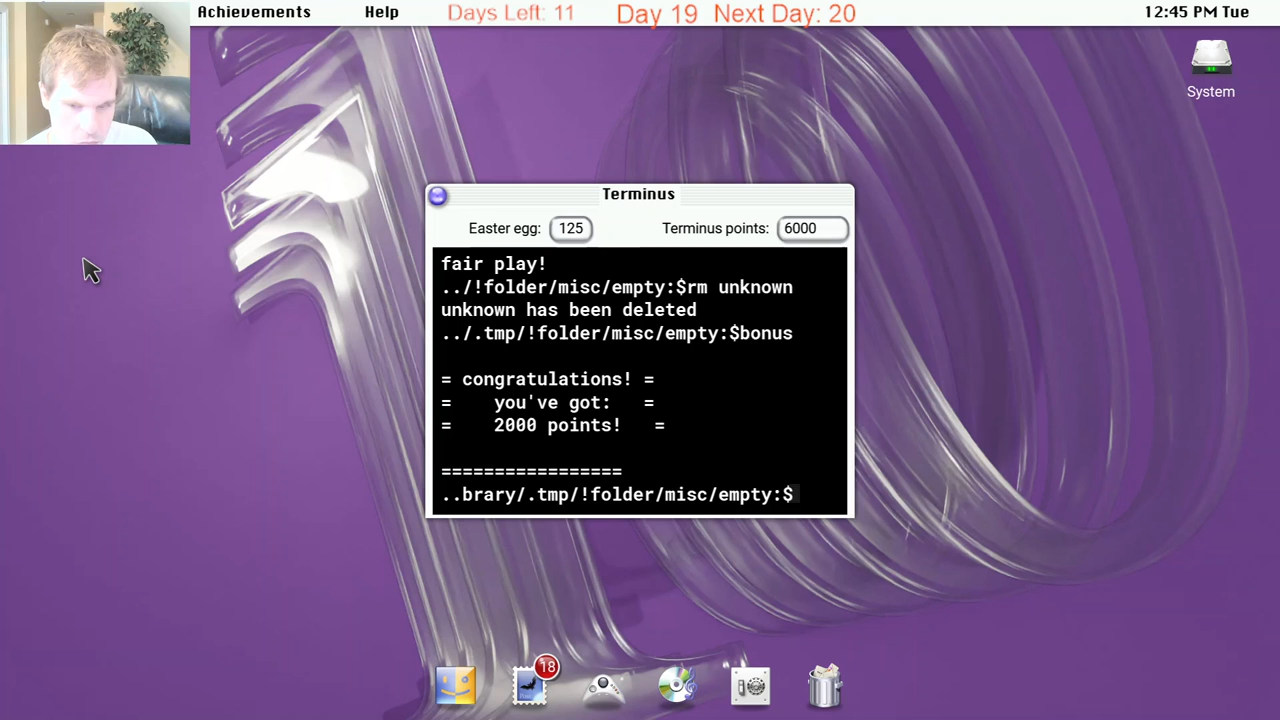 Achievements Help Days Left: 11 Day 19 Next Day: 20 12:45 PM Tue
System
Terminus
Easter egg: 125 Terminus points: 6000
fair play!
../!folder/misc/empty:$rm unknown
unknown has been deleted
../.tmp/!folder/misc/empty:$bonus
= congratulations! =
= you've got: =
= 2000 points! =
=================
..brary/.tmp/!folder/misc/empty:$
18